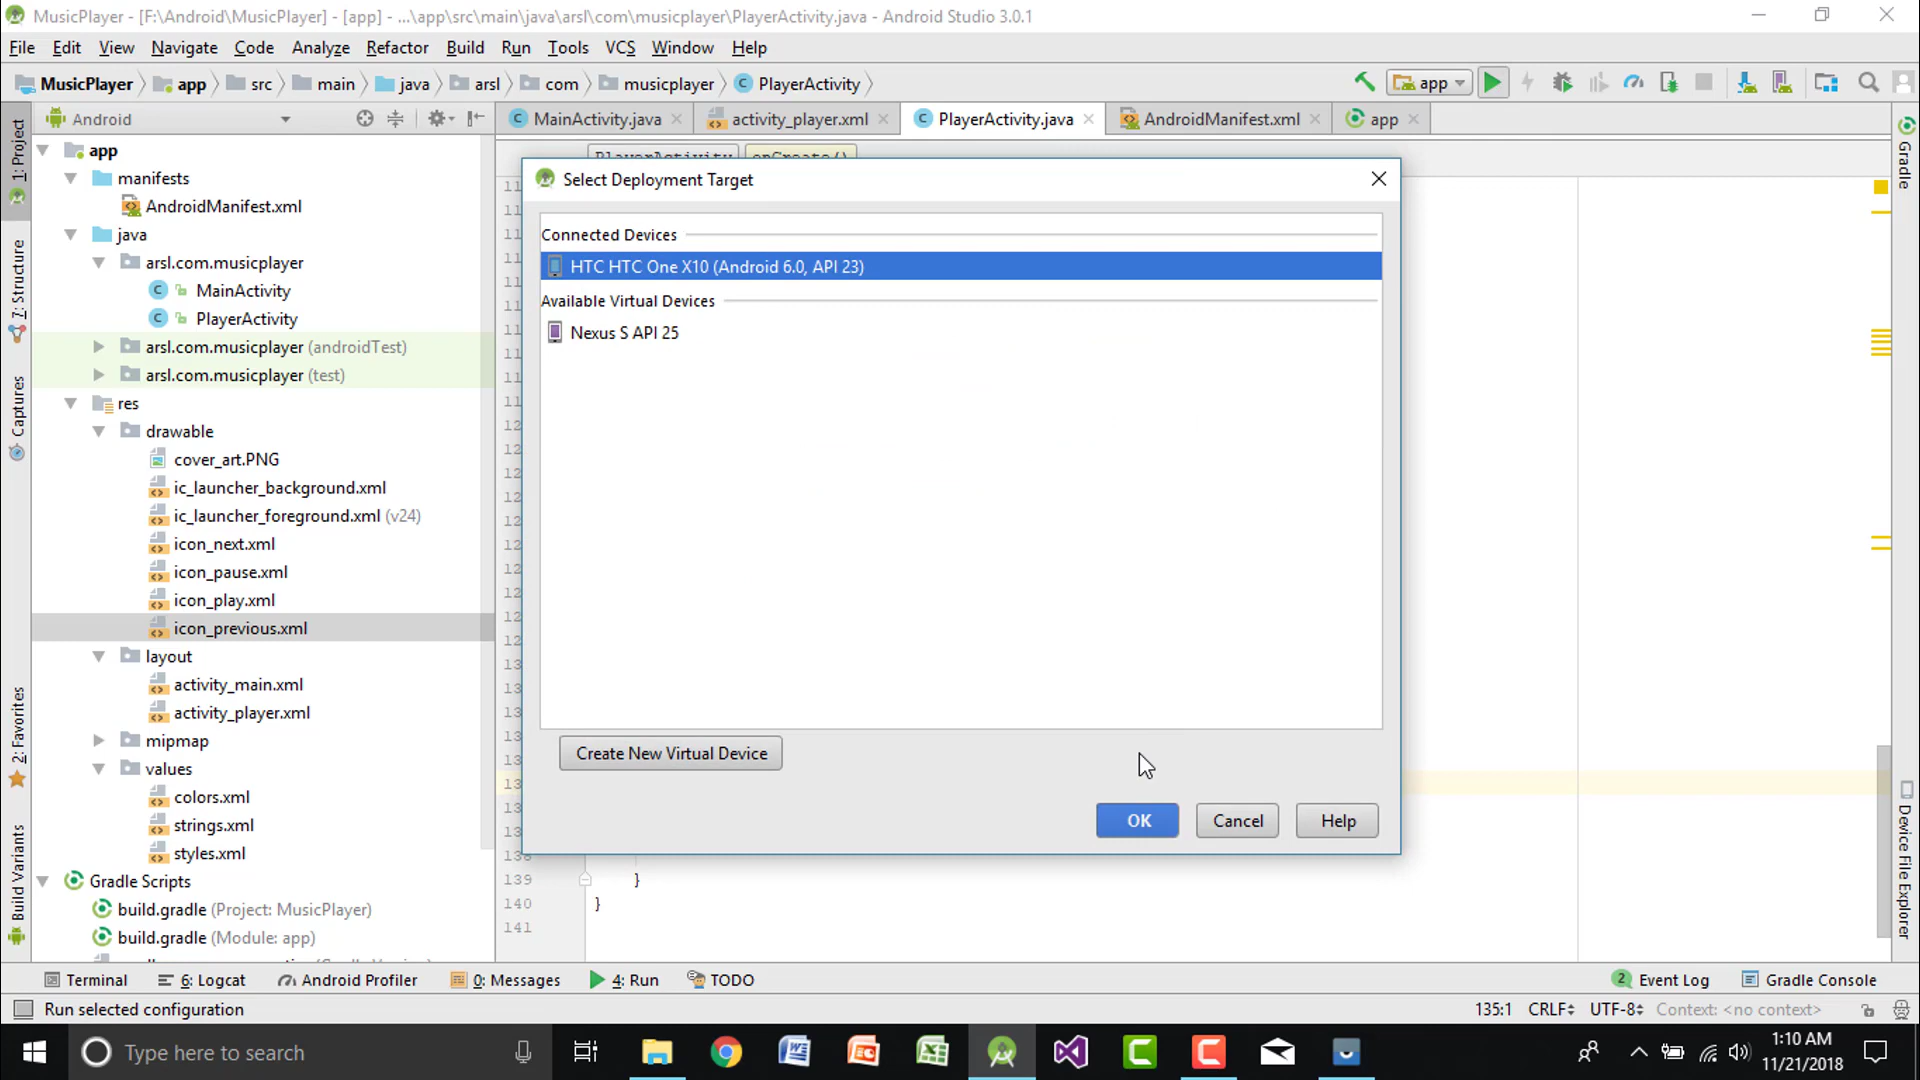 MusicPlayer - [F:\Android\MusicPlayer] - [app] - ...\app\src\main\java\arsl\com\musicplayer\PlayerActivity.java - Android Studio 3.0.1
File Edit View Navigate Code Analyze Refactor Build Run Tools VCS Window Help
MusicPlayer app src main java arsl com musicplayer PlayerActivity app
Android
MainActivity.java activity_player.xml PlayerActivity.java AndroidManifest.xml app
PlayerActivity onCreate()
1: Project
7: Structure
Captures
2: Favorites
Build Variants
app
manifests
AndroidManifest.xml
java
arsl.com.musicplayer
MainActivity
PlayerActivity
arsl.com.musicplayer (androidTest)
arsl.com.musicplayer (test)
res
drawable
cover_art.PNG
ic_launcher_background.xml
ic_launcher_foreground.xml (v24)
icon_next.xml
icon_pause.xml
icon_play.xml
icon_previous.xml
layout
activity_main.xml
activity_player.xml
mipmap
values
colors.xml
strings.xml
styles.xml
Gradle Scripts
build.gradle (Project: MusicPlayer)
build.gradle (Module: app)
Select Deployment Target
Connected Devices
HTC HTC One X10 (Android 6.0, API 23)
Available Virtual Devices
Nexus S API 25
Create New Virtual Device
OK Cancel Help
139 }
140 }
141
Gradle
Device File Explorer
Terminal 6: Logcat Android Profiler 0: Messages 4: Run TODO 2 Event Log Gradle Console
Run selected configuration 135:1 CRLF UTF-8 Context: <no context>
Type here to search
1:10 AM
11/21/2018